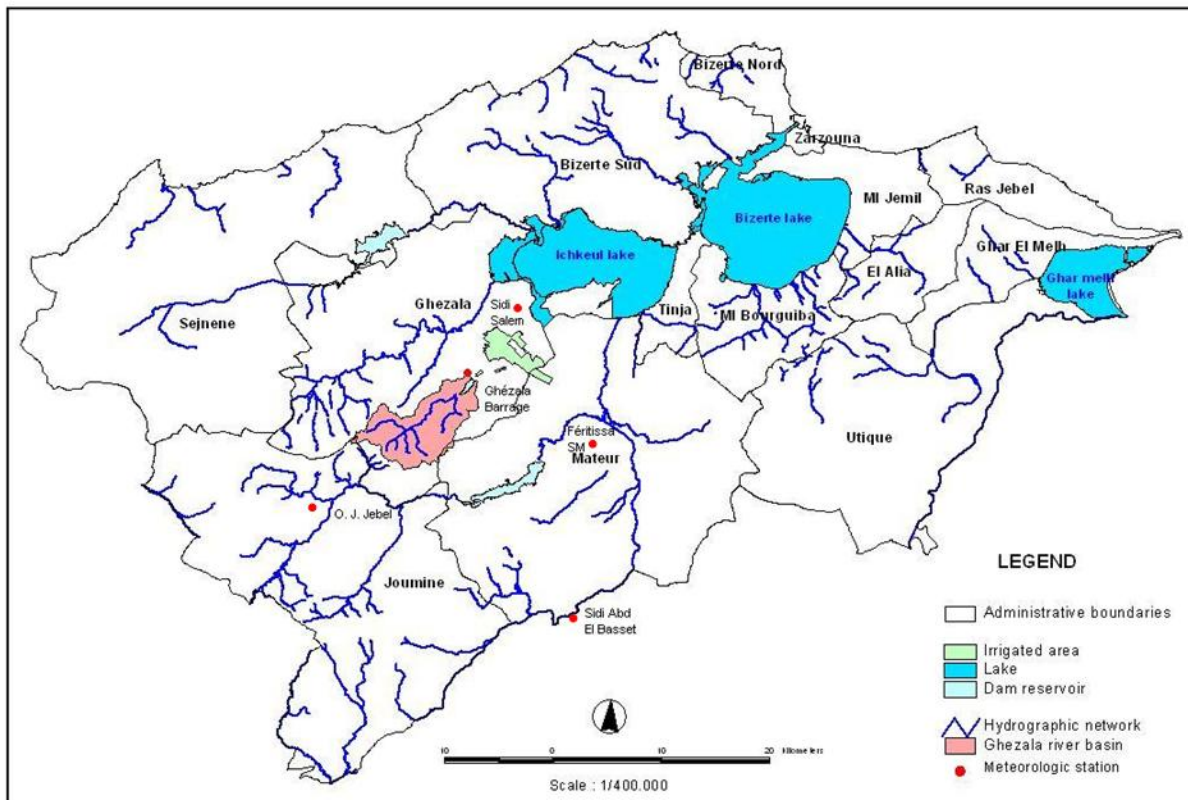 Bizerte Nord
Zarzouna
Bizerte Sud
Ml Jemil
Ras Jebel
Bizerte lake
Ichkeul lake
Ghar El Melh
El Alia
Ghar melh
lake
Ghezala
Sidi
Salem
Tinja
Ml Bourguiba
Sejnene
Ghézala
Barrage
Utique
Féritissa
SM
Mateur
O. J. Jebel
Joumine
Sidi Abd
El Basset
LEGEND
Administrative boundaries
Irrigated area
Lake
Dam reservoir
Hydrographic network
Ghezala river basin
Meteorologic station
10 0 10 20 Kilometers
Scale : 1/400.000